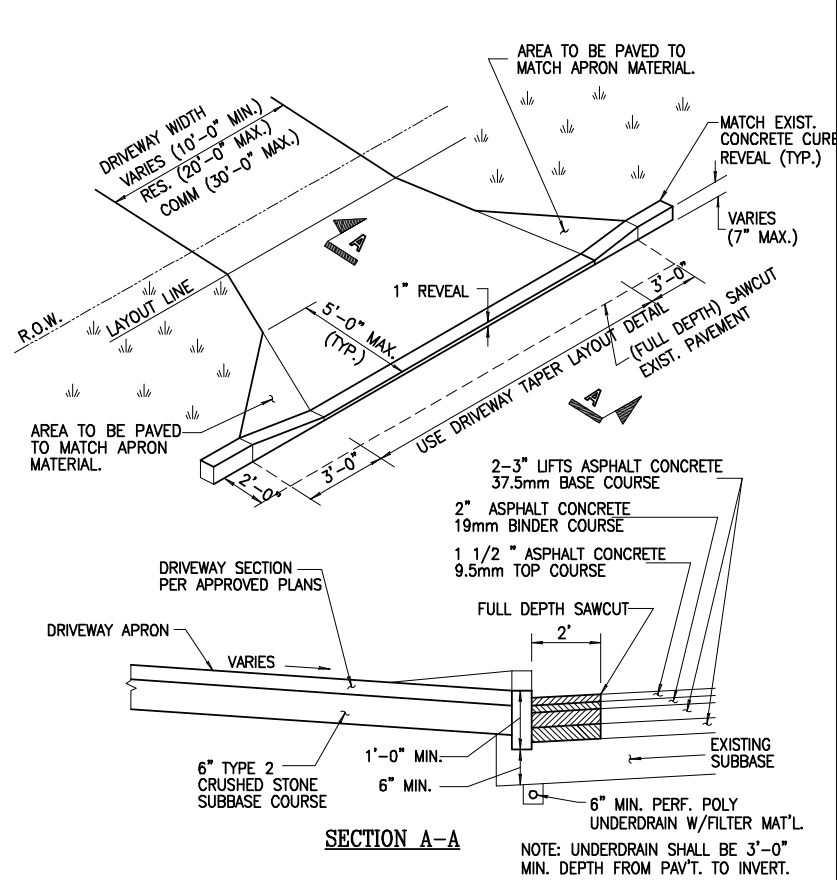 AREA TO BE PAVED TO
MATCH APRON MATERIAL.
DRIVEWAY WIDTH
VARIES (10'-0" MIN.)
RES. (20'-0" MAX.)
COMM (30'-0" MAX.)
MATCH EXIST.
CONCRETE CURB
REVEAL (TYP.)
VARIES
(7" MAX.)
A
R.O.W.
LAYOUT LINE
1" REVEAL
5'-0" MAX.
(TYP.)
3'-0"
(FULL DEPTH) SAWCUT
EXIST. PAVEMENT
USE DRIVEWAY TAPER LAYOUT DETAIL
A
AREA TO BE PAVED
TO MATCH APRON
MATERIAL.
2'-0"
3'-0"
2-3" LIFTS ASPHALT CONCRETE
37.5mm BASE COURSE
2" ASPHALT CONCRETE
19mm BINDER COURSE
1 1/2 " ASPHALT CONCRETE
9.5mm TOP COURSE
DRIVEWAY SECTION
PER APPROVED PLANS
FULL DEPTH SAWCUT
2'
DRIVEWAY APRON
VARIES
1'-0" MIN.
6" MIN.
EXISTING
SUBBASE
6" TYPE 2
CRUSHED STONE
SUBBASE COURSE
6" MIN. PERF. POLY
UNDERDRAIN W/FILTER MAT'L.
SECTION A-A
NOTE: UNDERDRAIN SHALL BE 3'-0"
MIN. DEPTH FROM PAV'T. TO INVERT.